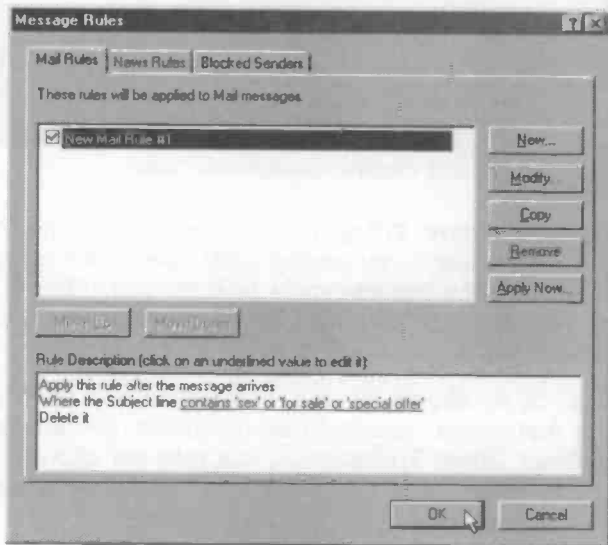 Message Rules
Mail Rules News Rules Blocked Senders
These rules will be applied to Mail messages.
New Mail Rule #1
New...
Modify...
Copy
Remove
Apply Now...
Move Up Move Down
Rule Description (click on an underlined value to edit it):
Apply this rule after the message arrives
Where the Subject line contains 'sex' or 'for sale' or 'special offer'
Delete it
OK Cancel